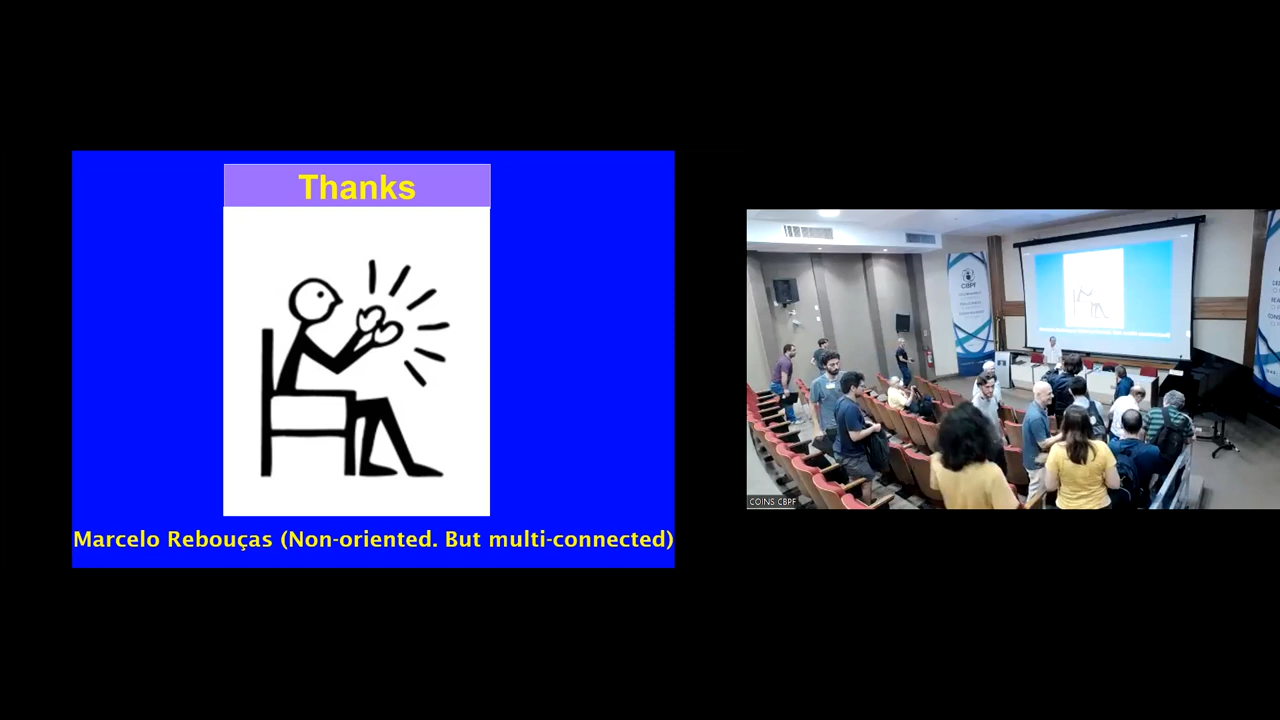 Thanks
Marcelo Rebouças (Non-oriented. But multi-connected)
CBPF
COINS CBPF